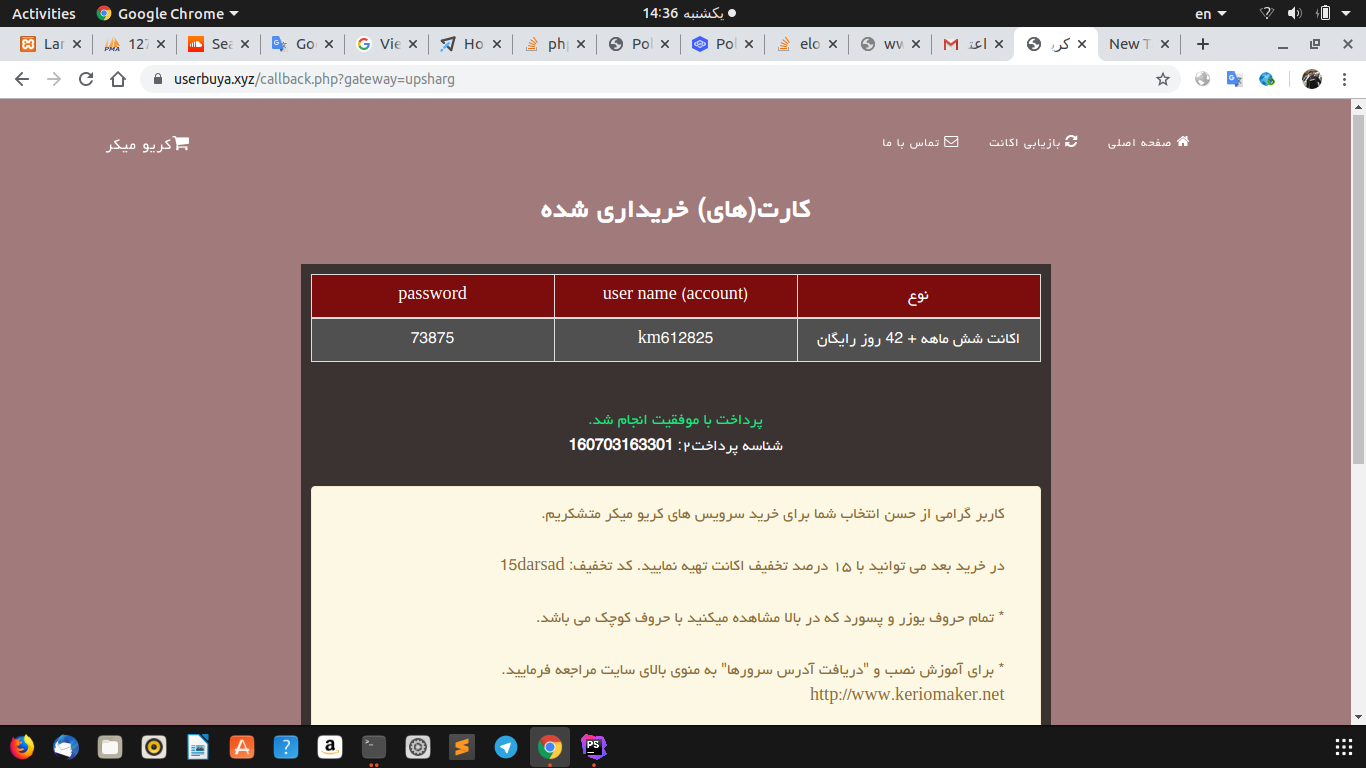 Activities Google Chrome یکشنبه 14:36 en
Lar 127 Sea Goo Vie Ho php Pol Pol elo ww اعت کریو New T
userbuya.xyz/callback.php?gateway=upsharg
صفحه اصلی بازیابی اکانت تماس با ما کریو میکر
کارت(های) خریداری شده
نوع user name (account) password
اکانت شش ماهه + 42 روز رایگان km612825 73875
پرداخت با موفقیت انجام شد.
شناسه پرداخت۲: 160703163301
کاربر گرامی از حسن انتخاب شما برای خرید سرویس های کریو میکر متشکریم.
در خرید بعد می توانید با ۱۵ درصد تخفیف اکانت تهیه نمایید. کد تخفیف: 15darsad
* تمام حروف یوزر و پسورد که در بالا مشاهده میکنید با حروف کوچک می باشد.
* برای آموزش نصب و "دریافت آدرس سرورها" به منوی بالای سایت مراجعه فرمایید.
http://www.keriomaker.net